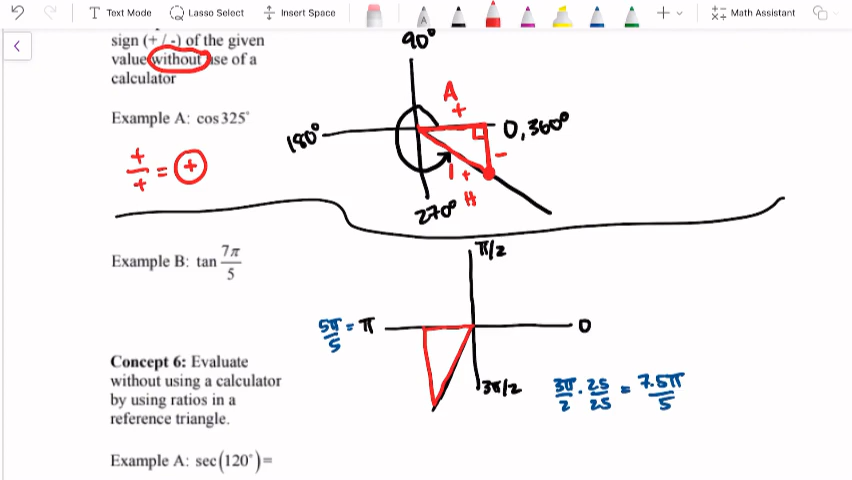 Text Mode Lasso Select Insert Space Math Assistant
sign (+ / -) of the given
value without use of a
calculator
90°
Example A: cos 325°
A
+
180°
0, 360°
-
1 + H
270°
+/+ = +
Example B: tan 7π/5
π/2
5π/5 = π
0
3π/2
3π/2 · 2.5/2.5 = 7.5π/5
Concept 6: Evaluate
without using a calculator
by using ratios in a
reference triangle.
Example A: sec(120°)=